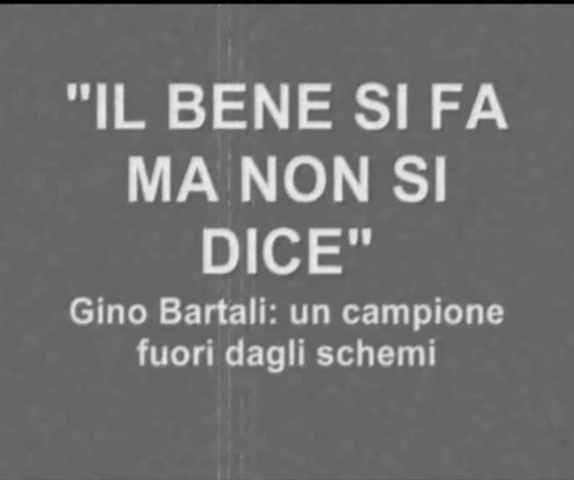 "IL BENE SI FA
MA NON SI
DICE"
Gino Bartali: un campione
fuori dagli schemi